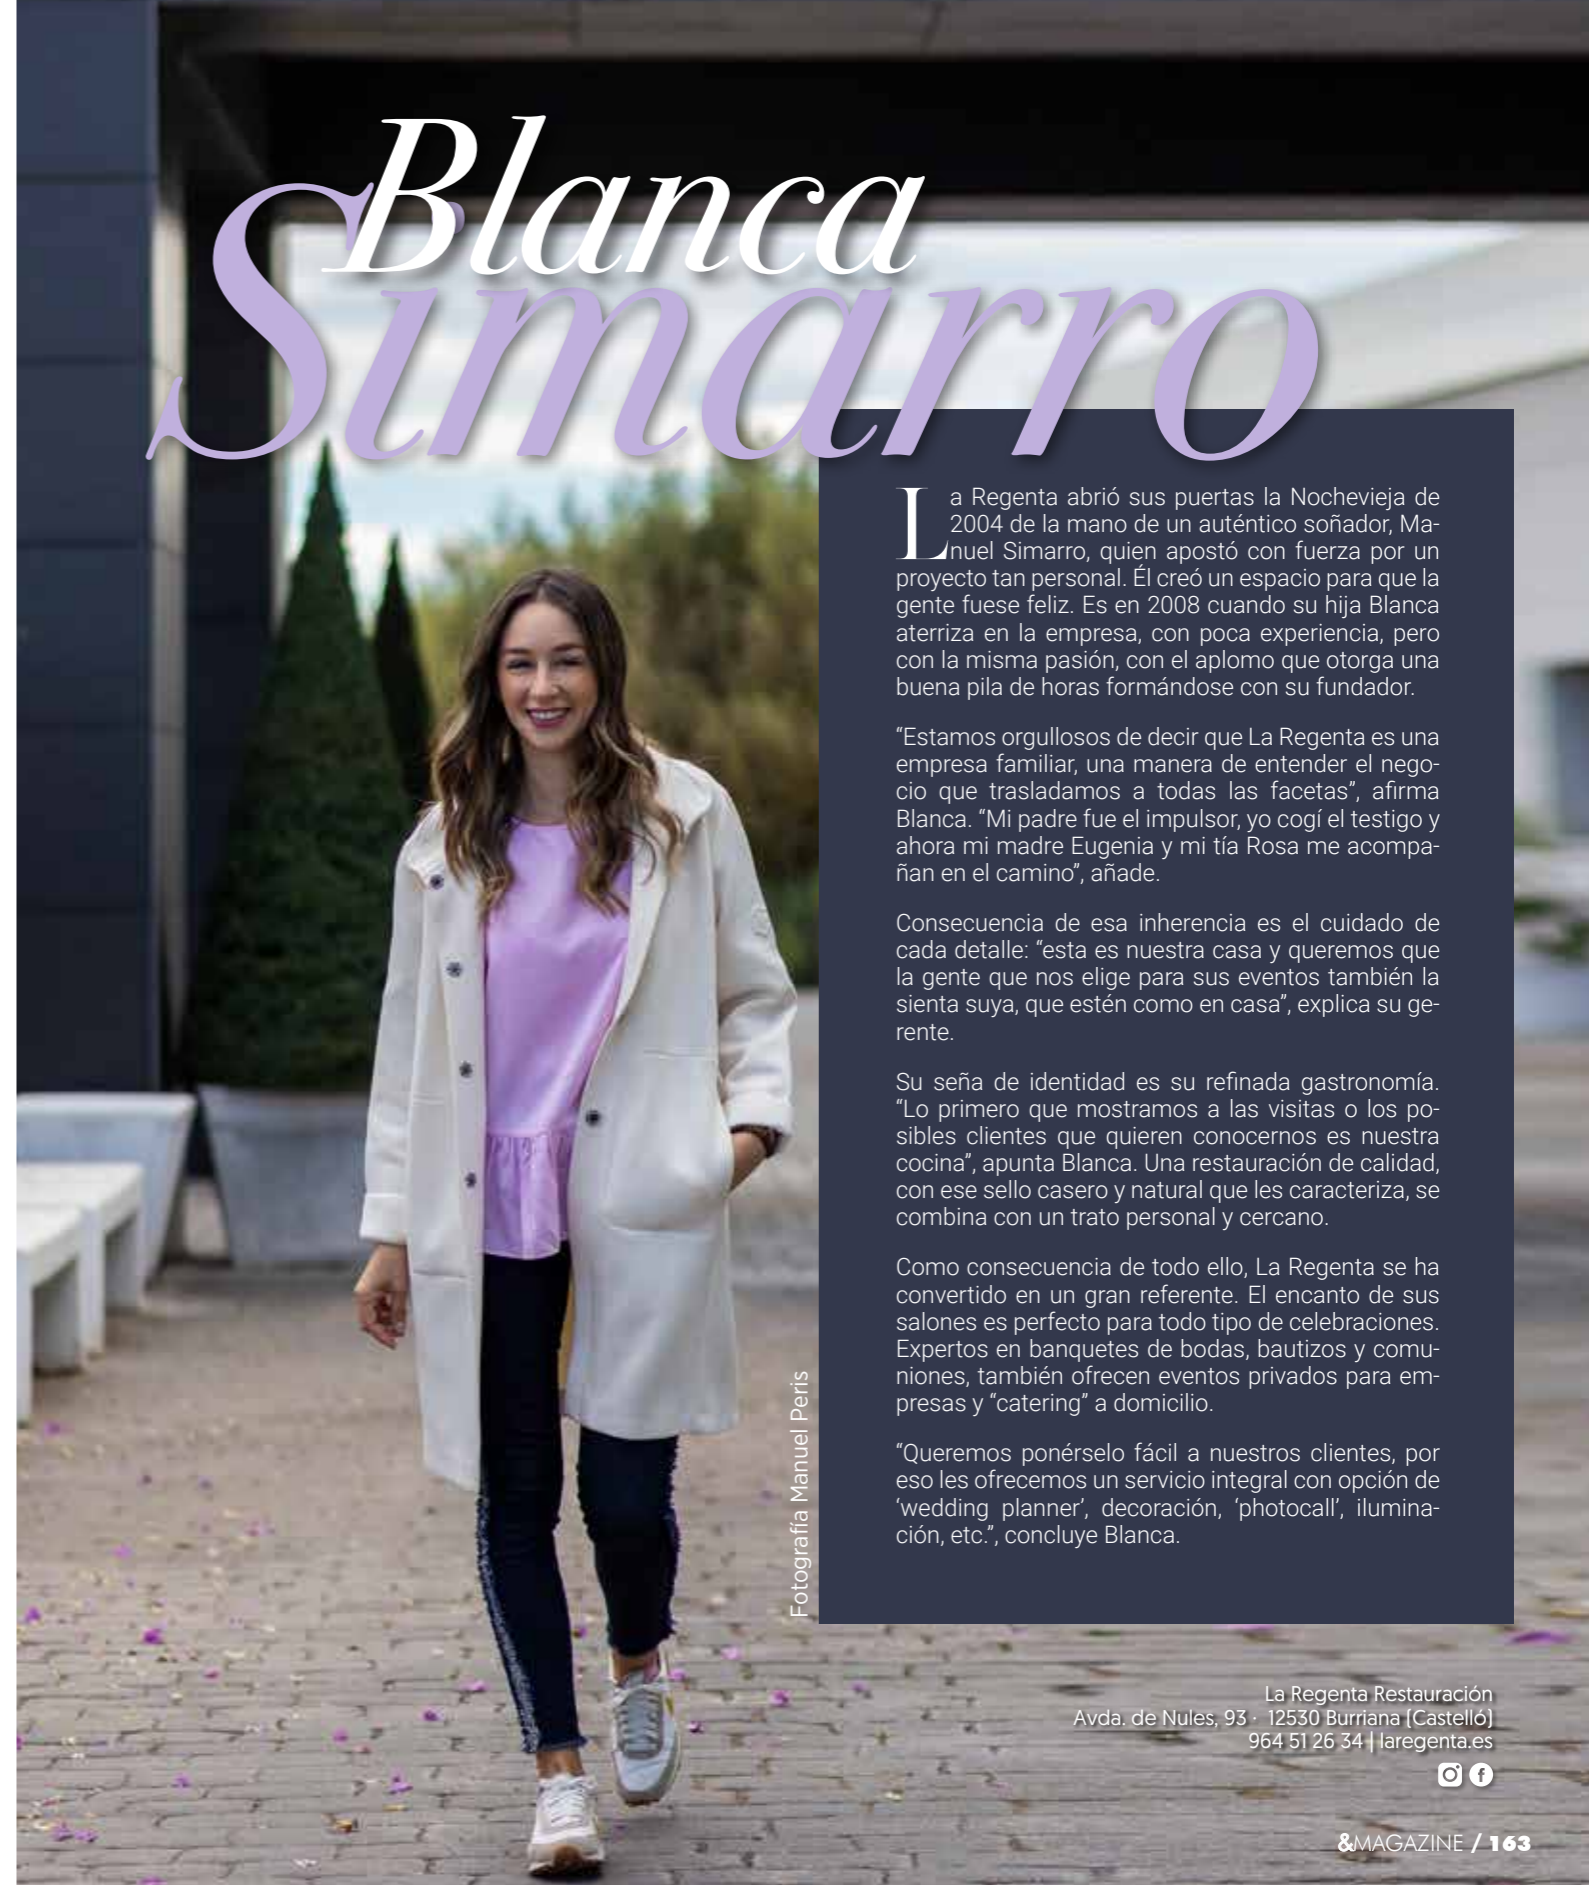 Blanca
Simarro
La Regenta abrió sus puertas la Nochevieja de
2004 de la mano de un auténtico soñador, Ma-
nuel Simarro, quien apostó con fuerza por un
proyecto tan personal. Él creó un espacio para que la
gente fuese feliz. Es en 2008 cuando su hija Blanca
aterriza en la empresa, con poca experiencia, pero
con la misma pasión, con el aplomo que otorga una
buena pila de horas formándose con su fundador.
“Estamos orgullosos de decir que La Regenta es una
empresa familiar, una manera de entender el nego-
cio que trasladamos a todas las facetas”, afirma
Blanca. “Mi padre fue el impulsor, yo cogí el testigo y
ahora mi madre Eugenia y mi tía Rosa me acompa-
ñan en el camino”, añade.
Consecuencia de esa inherencia es el cuidado de
cada detalle: “esta es nuestra casa y queremos que
la gente que nos elige para sus eventos también la
sienta suya, que estén como en casa”, explica su ge-
rente.
Su seña de identidad es su refinada gastronomía.
“Lo primero que mostramos a las visitas o los po-
sibles clientes que quieren conocernos es nuestra
cocina”, apunta Blanca. Una restauración de calidad,
con ese sello casero y natural que les caracteriza, se
combina con un trato personal y cercano.
Como consecuencia de todo ello, La Regenta se ha
convertido en un gran referente. El encanto de sus
salones es perfecto para todo tipo de celebraciones.
Expertos en banquetes de bodas, bautizos y comu-
niones, también ofrecen eventos privados para em-
presas y “catering” a domicilio.
“Queremos ponérselo fácil a nuestros clientes, por
eso les ofrecemos un servicio integral con opción de
‘wedding planner’, decoración, ‘photocall’, ilumina-
ción, etc.”, concluye Blanca.
Fotografía Manuel Peris
La Regenta Restauración
Avda. de Nules, 93 · 12530 Burriana (Castelló)
964 51 26 34 | laregenta.es
&MAGAZINE / 163